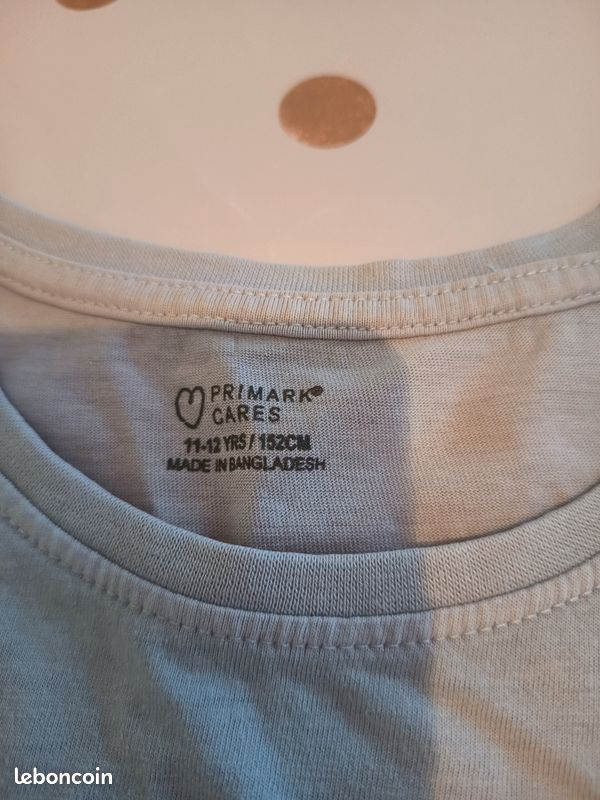 PRIMARK
CARES
11-12 YRS / 152CM
MADE IN BANGLADESH
leboncoin